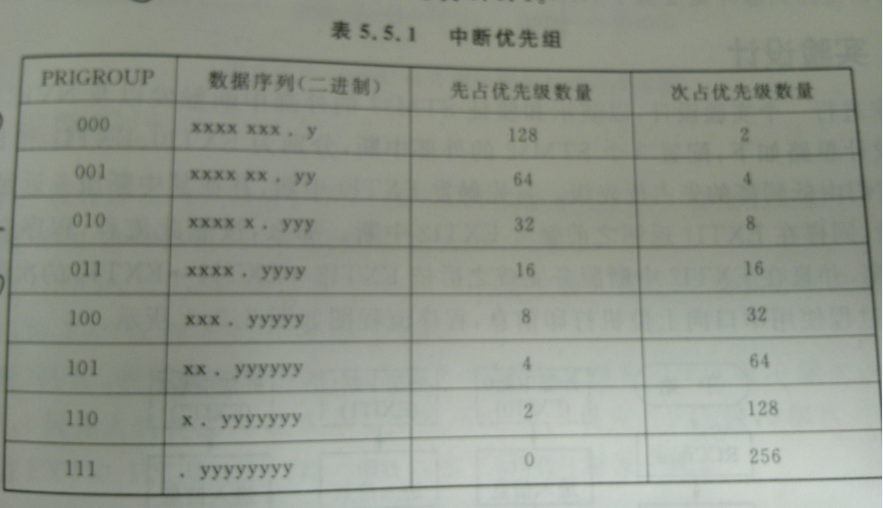 表 5.5.1 中断优先组
PRIGROUP 数据序列(二进制) 先占优先级数量 次占优先级数量
000 xxxx xxx . y 128 2
001 xxxx xx . yy 64 4
010 xxxx x . yyy 32 8
011 xxxx . yyyy 16 16
100 xxx . yyyyy 8 32
101 xx . yyyyyy 4 64
110 x . yyyyyyy 2 128
111 . yyyyyyyy 0 256